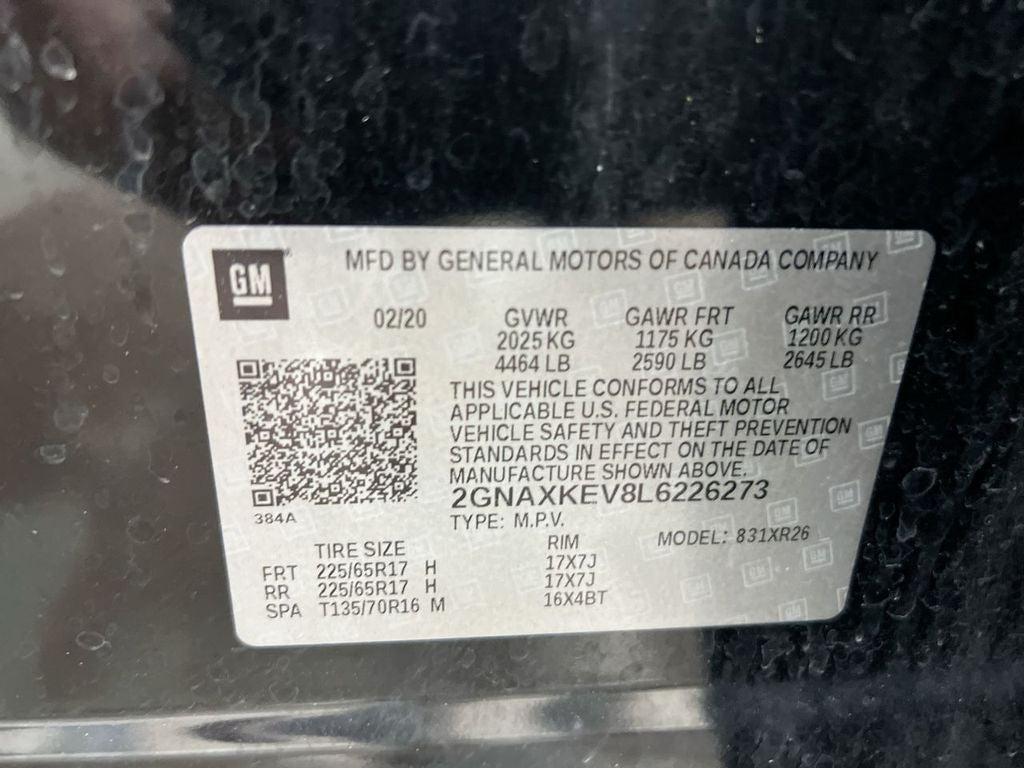 GM
MFD BY GENERAL MOTORS OF CANADA COMPANY
02/20 GVWR GAWR FRT GAWR RR
2025 KG 1175 KG 1200 KG
4464 LB 2590 LB 2645 LB
THIS VEHICLE CONFORMS TO ALL
APPLICABLE U.S. FEDERAL MOTOR
VEHICLE SAFETY AND THEFT PREVENTION
STANDARDS IN EFFECT ON THE DATE OF
MANUFACTURE SHOWN ABOVE.
2GNAXKEV8L6226273
384A
TYPE: M.P.V.
MODEL: 831XR26
TIRE SIZE RIM
FRT 225/65R17 H 17X7J
RR 225/65R17 H 17X7J
SPA T135/70R16 M 16X4BT